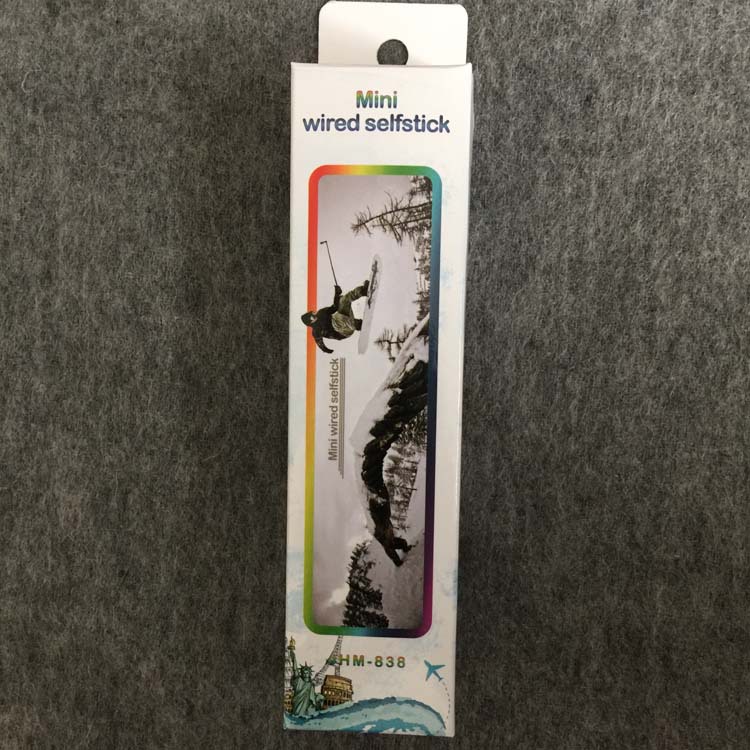 Mini
wired selfstick
Mini wired selfstick
HM-838